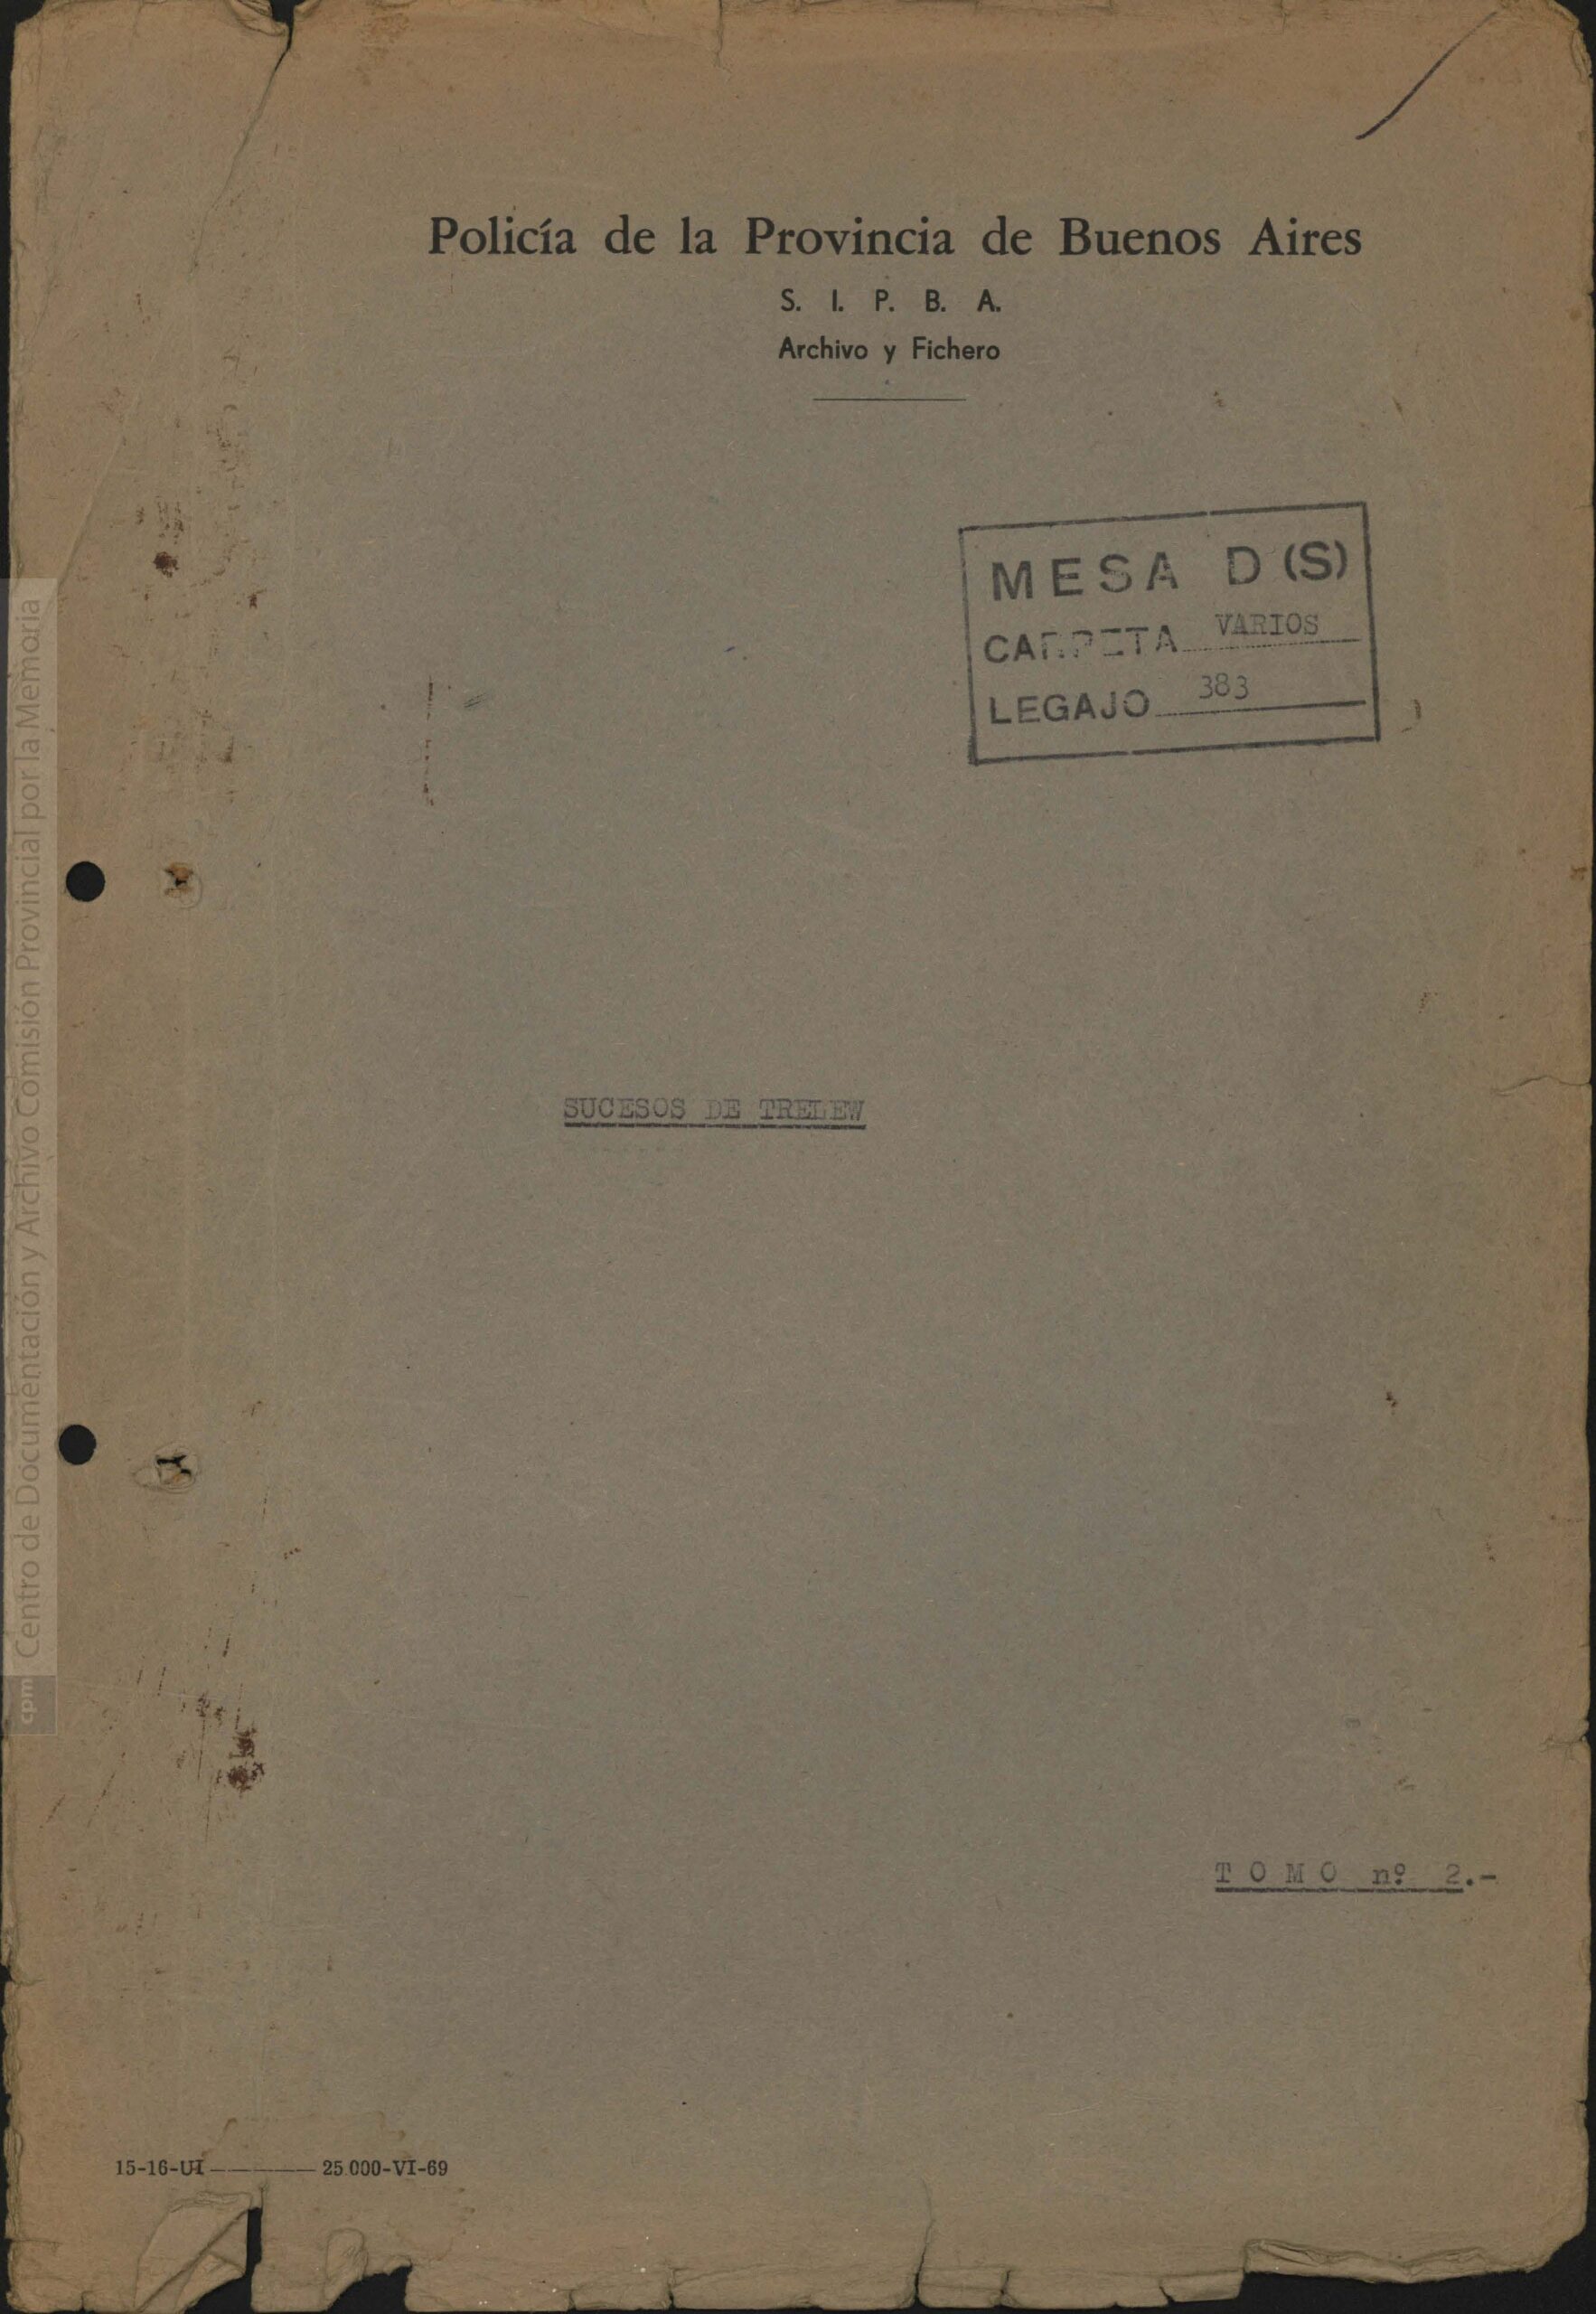 Policía de la Provincia de Buenos Aires
S. I. P. B. A.
Archivo y Fichero
MESA D (S)
CARPETA VARIOS
LEGAJO 383
SUCESOS DE TRELEW
TOMO nº 2.-
15-16-UI 25.000-VI-69
cpm Centro de Documentación y Archivo Comisión Provincial por la Memoria